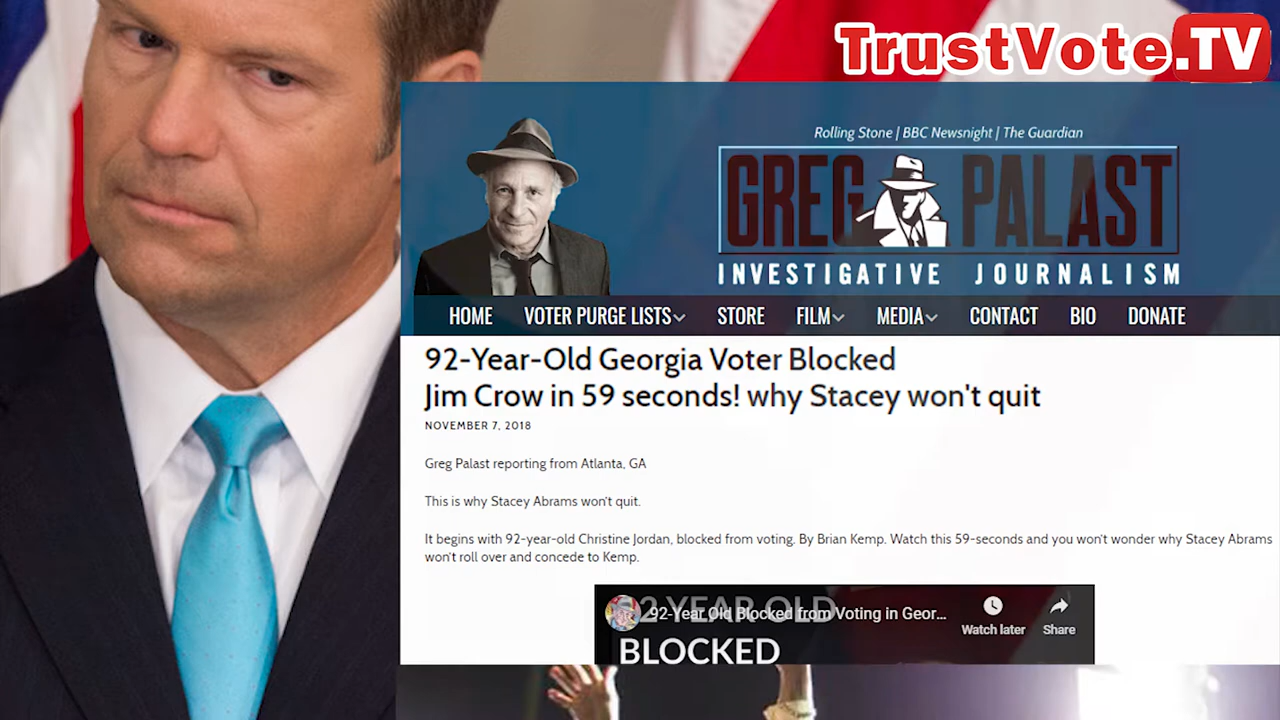 TrustVote.TV
Rolling Stone | BBC Newsnight | The Guardian
GREG PALAST
INVESTIGATIVE JOURNALISM
HOME VOTER PURGE LISTS STORE FILM MEDIA CONTACT BIO DONATE
92-Year-Old Georgia Voter Blocked
Jim Crow in 59 seconds! why Stacey won't quit
NOVEMBER 7, 2018
Greg Palast reporting from Atlanta, GA
This is why Stacey Abrams won't quit.
It begins with 92-year-old Christine Jordan, blocked from voting. By Brian Kemp. Watch this 59-seconds and you won't wonder why Stacey Abrams
won't roll over and concede to Kemp.
92 YEAR OLD
92-Year Old Blocked from Voting in Geor...
Watch later Share
BLOCKED